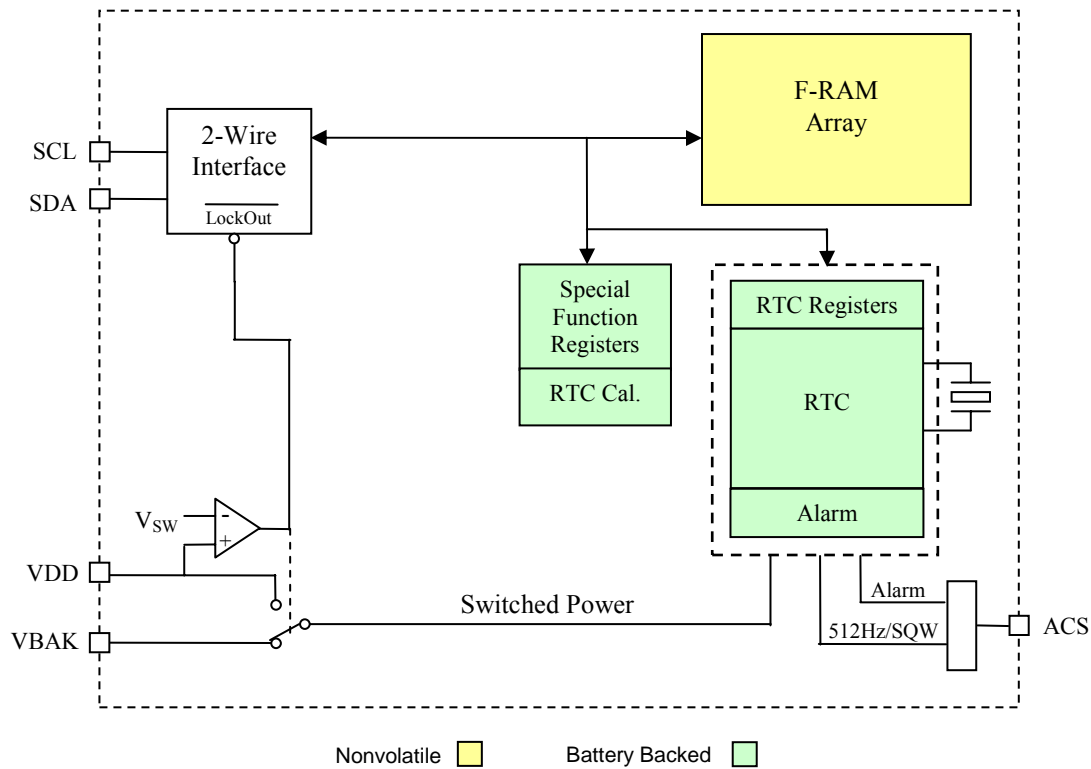 F-RAM
Array
2-Wire
Interface
LockOut
SCL
SDA
Special
Function
Registers
RTC Cal.
RTC Registers
RTC
Alarm
VSW
-
+
VDD
VBAK
Switched Power
Alarm
512Hz/SQW
ACS
Nonvolatile
Battery Backed